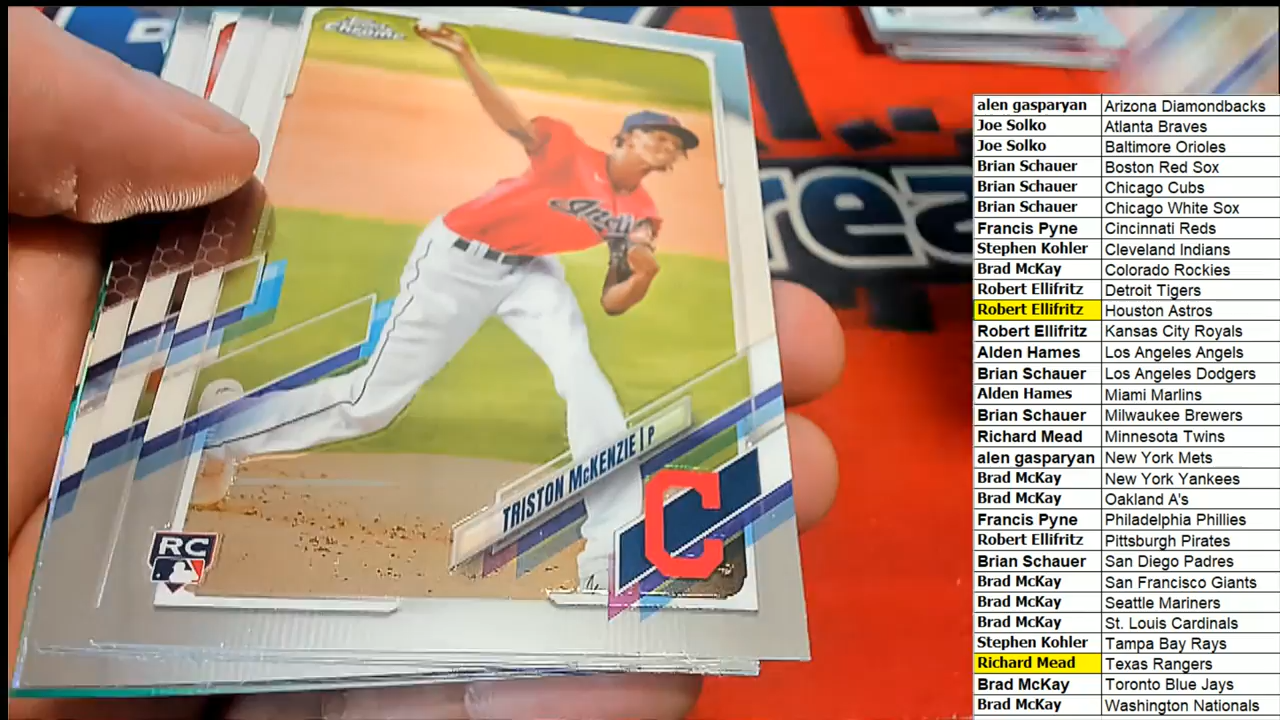 Topps
Chrome
Indians
TRISTON McKENZIE | P
C
RC
rea
alen gasparyan Arizona Diamondbacks
Joe Solko Atlanta Braves
Joe Solko Baltimore Orioles
Brian Schauer Boston Red Sox
Brian Schauer Chicago Cubs
Brian Schauer Chicago White Sox
Francis Pyne Cincinnati Reds
Stephen Kohler Cleveland Indians
Brad McKay Colorado Rockies
Robert Ellifritz Detroit Tigers
Robert Ellifritz Houston Astros
Robert Ellifritz Kansas City Royals
Alden Hames Los Angeles Angels
Brian Schauer Los Angeles Dodgers
Alden Hames Miami Marlins
Brian Schauer Milwaukee Brewers
Richard Mead Minnesota Twins
alen gasparyan New York Mets
Brad McKay New York Yankees
Brad McKay Oakland A's
Francis Pyne Philadelphia Phillies
Robert Ellifritz Pittsburgh Pirates
Brian Schauer San Diego Padres
Brad McKay San Francisco Giants
Brad McKay Seattle Mariners
Brad McKay St. Louis Cardinals
Stephen Kohler Tampa Bay Rays
Richard Mead Texas Rangers
Brad McKay Toronto Blue Jays
Brad McKay Washington Nationals